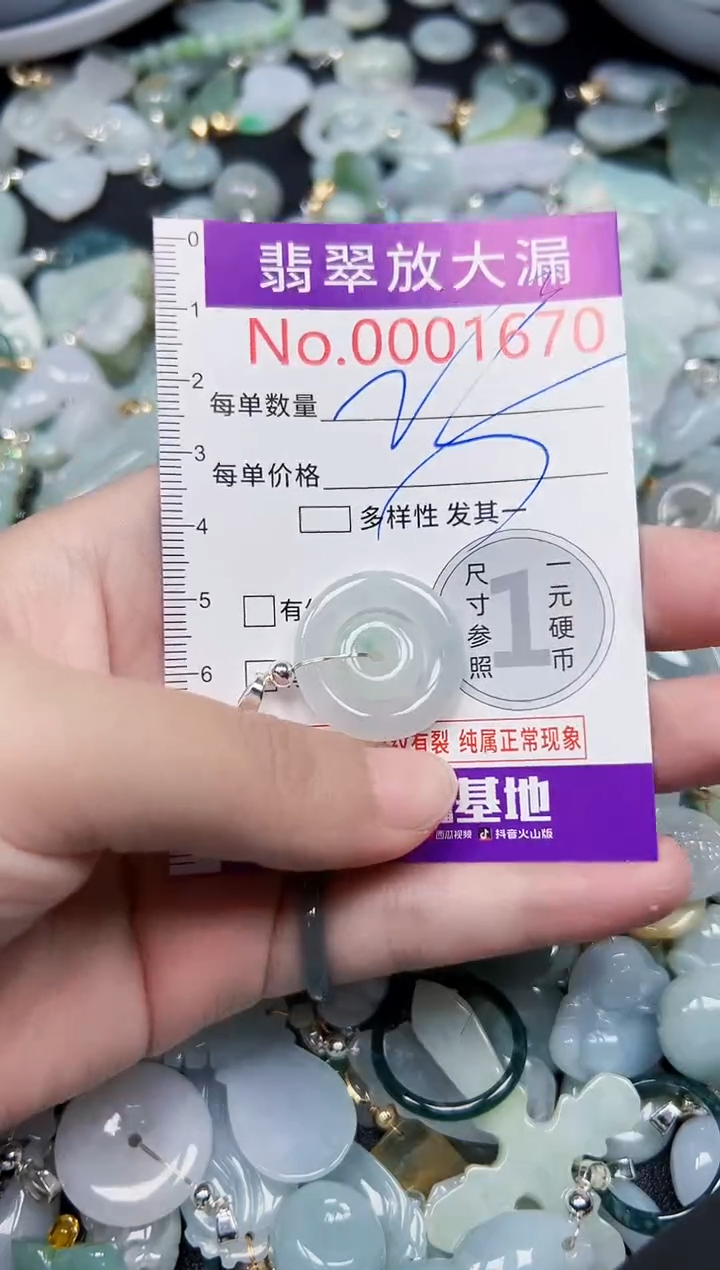 翡翠放大漏
No.0001670
每单数量
每单价格
多样性 发其一
0
1
2
3
4
5
6
有
尺寸参照
1
一元硬币
有裂 纯属正常现象
基地
西瓜视频 抖音火山版